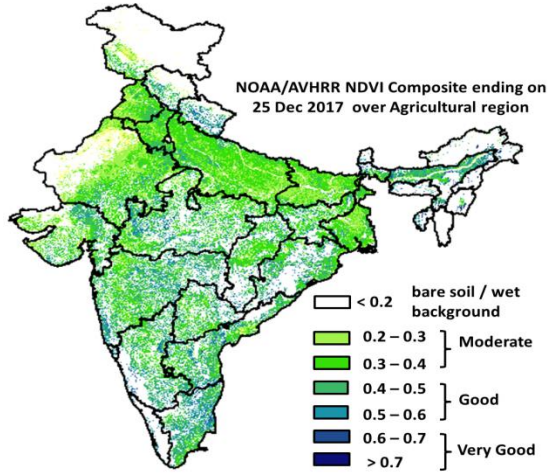 NOAA/AVHRR NDVI Composite ending on
25 Dec 2017 over Agricultural region
< 0.2 bare soil / wet
background
0.2 – 0.3
Moderate
0.3 – 0.4
0.4 – 0.5
Good
0.5 – 0.6
0.6 – 0.7
Very Good
> 0.7